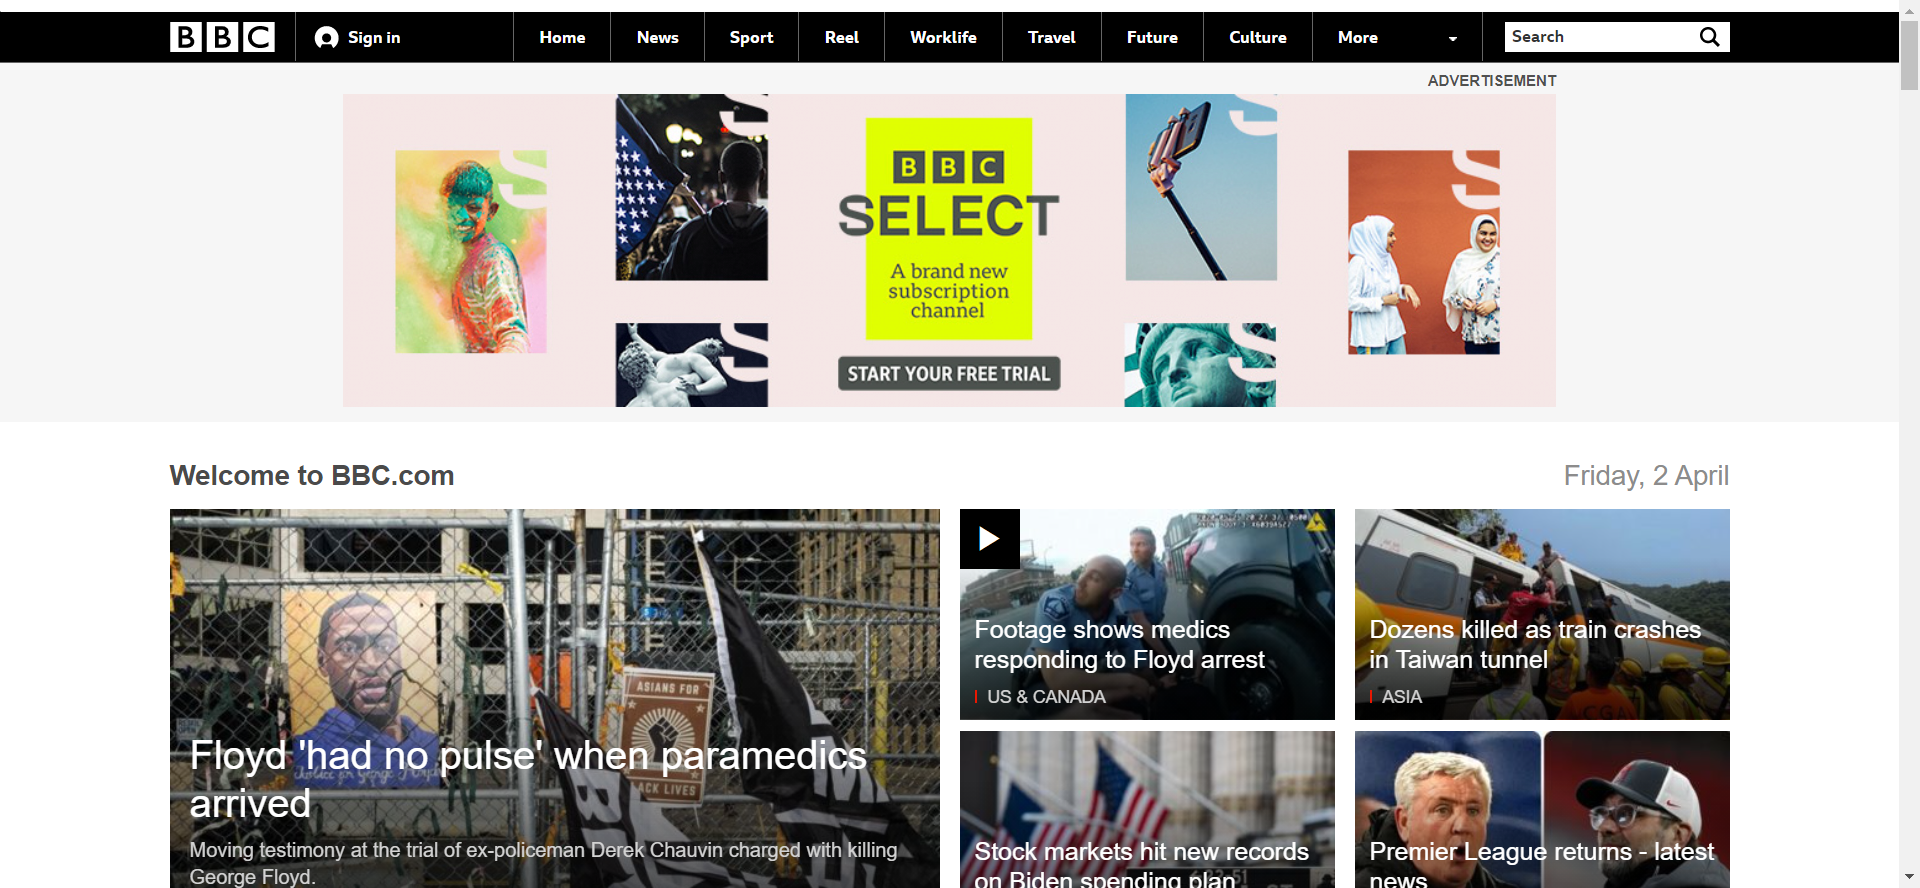 BBC
Sign in
Home
News
Sport
Reel
Worklife
Travel
Future
Culture
More
Search
ADVERTISEMENT
BBC
SELECT
A brand new
subscription
channel
START YOUR FREE TRIAL
Welcome to BBC.com
Friday, 2 April
ASIANS FOR
ACK LIVES
Floyd 'had no pulse' when paramedics
arrived
Moving testimony at the trial of ex-policeman Derek Chauvin charged with killing
George Floyd.
Footage shows medics
responding to Floyd arrest
US & CANADA
Dozens killed as train crashes
in Taiwan tunnel
ASIA
Stock markets hit new records
on Biden spending plan
Premier League returns - latest
news